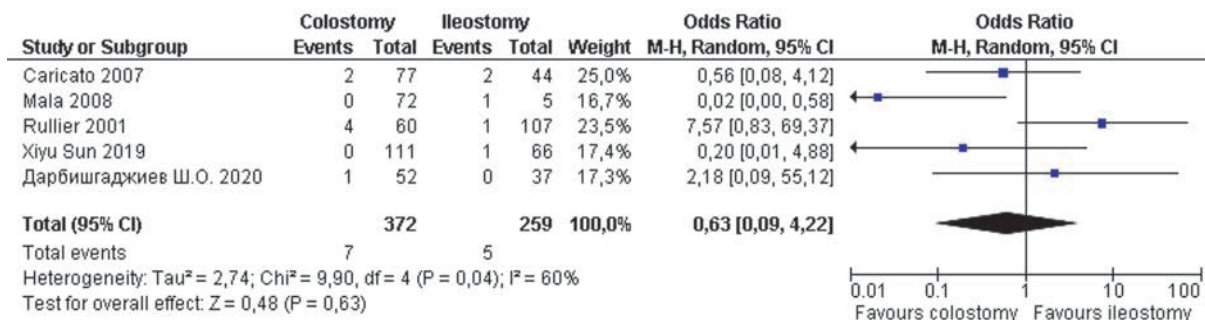 Colostomy Ileostomy Odds Ratio Odds Ratio
Study or Subgroup Events Total Events Total Weight M-H, Random, 95% CI M-H, Random, 95% CI
Caricato 2007 2 77 2 44 25,0% 0,56 [0,08, 4,12]
Mala 2008 0 72 1 5 16,7% 0,02 [0,00, 0,58]
Rullier 2001 4 60 1 107 23,5% 7,57 [0,83, 69,37]
Xiyu Sun 2019 0 111 1 66 17,4% 0,20 [0,01, 4,88]
Дарбишгаджиев Ш.О. 2020 1 52 0 37 17,3% 2,18 [0,09, 55,12]
Total (95% CI) 372 259 100,0% 0,63 [0,09, 4,22]
Total events 7 5
Heterogeneity: Tau² = 2,74; Chi² = 9,90, df = 4 (P = 0,04); I² = 60%
Test for overall effect: Z = 0,48 (P = 0,63)
0.01 0.1 1 10 100
Favours colostomy Favours ileostomy